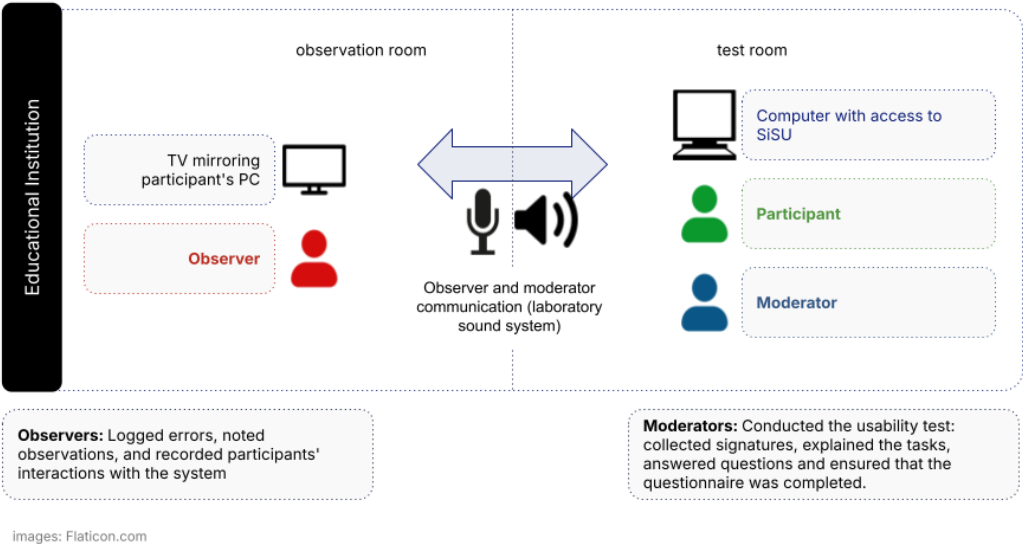 Educational Institution
observation room
test room
TV mirroring
participant's PC
Observer
Observer and moderator
communication (laboratory
sound system)
Computer with access to
SiSU
Participant
Moderator
Observers: Logged errors, noted
observations, and recorded participants'
interactions with the system
Moderators: Conducted the usability test:
collected signatures, explained the tasks,
answered questions and ensured that the
questionnaire was completed.
images: Flaticon.com